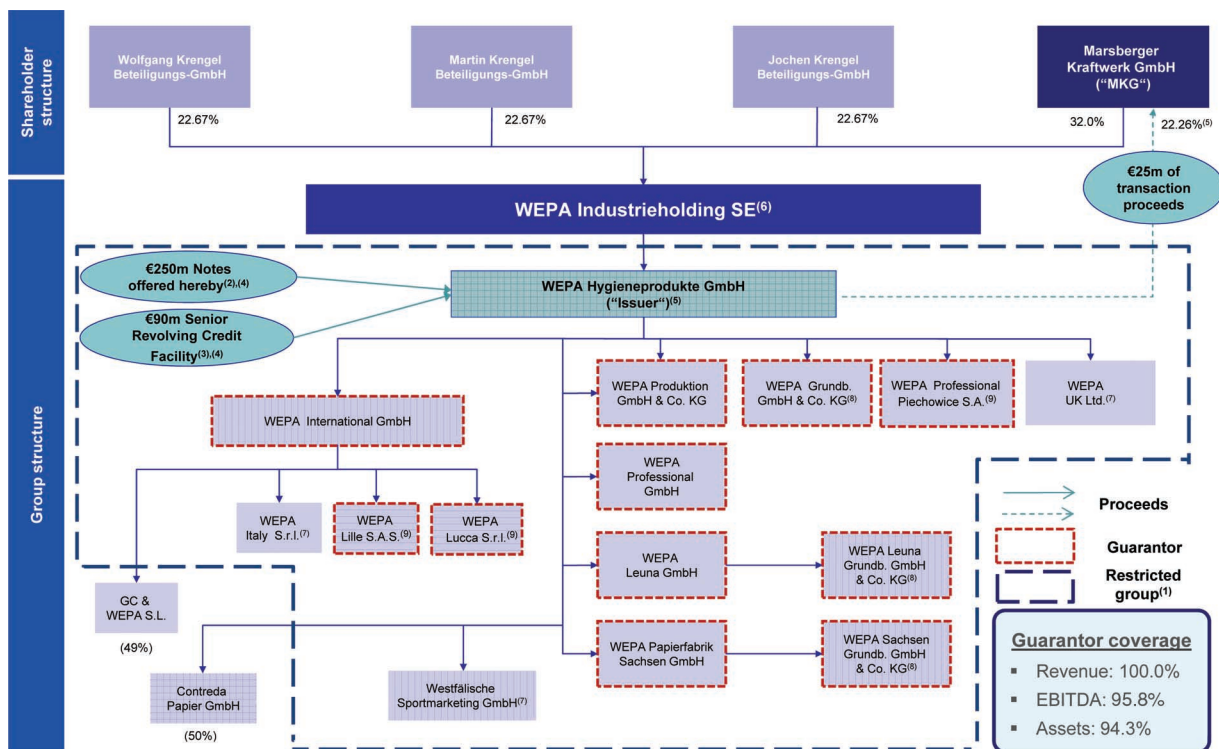 Shareholder
structure
Wolfgang Krengel
Beteiligungs-GmbH
Martin Krengel
Beteiligungs-GmbH
Jochen Krengel
Beteiligungs-GmbH
Marsberger
Kraftwerk GmbH
(“MKG“)
22.67%
22.67%
22.67%
32.0%
22.26%(5)
€25m of
transaction
proceeds
WEPA Industrieholding SE(6)
Group structure
€250m Notes
offered hereby(2),(4)
€90m Senior
Revolving Credit
Facility(3),(4)
WEPA Hygieneprodukte GmbH
(“Issuer“)(5)
WEPA International GmbH
WEPA Produktion
GmbH & Co. KG
WEPA Grundb.
GmbH & Co. KG(8)
WEPA Professional
Piechowice S.A.(9)
WEPA
UK Ltd.(7)
WEPA
Professional
GmbH
WEPA
Italy S.r.l.(7)
WEPA
Lille S.A.S.(9)
WEPA
Lucca S.r.l.(9)
WEPA
Leuna GmbH
WEPA Leuna
Grundb. GmbH
& Co. KG(8)
GC &
WEPA S.L.
(49%)
WEPA Papierfabrik
Sachsen GmbH
WEPA Sachsen
Grundb. GmbH
& Co. KG(8)
Contreda
Papier GmbH
(50%)
Westfälische
Sportmarketing GmbH(7)
Proceeds
Guarantor
Restricted
group(1)
Guarantor coverage
▪ Revenue: 100.0%
▪ EBITDA: 95.8%
▪ Assets: 94.3%